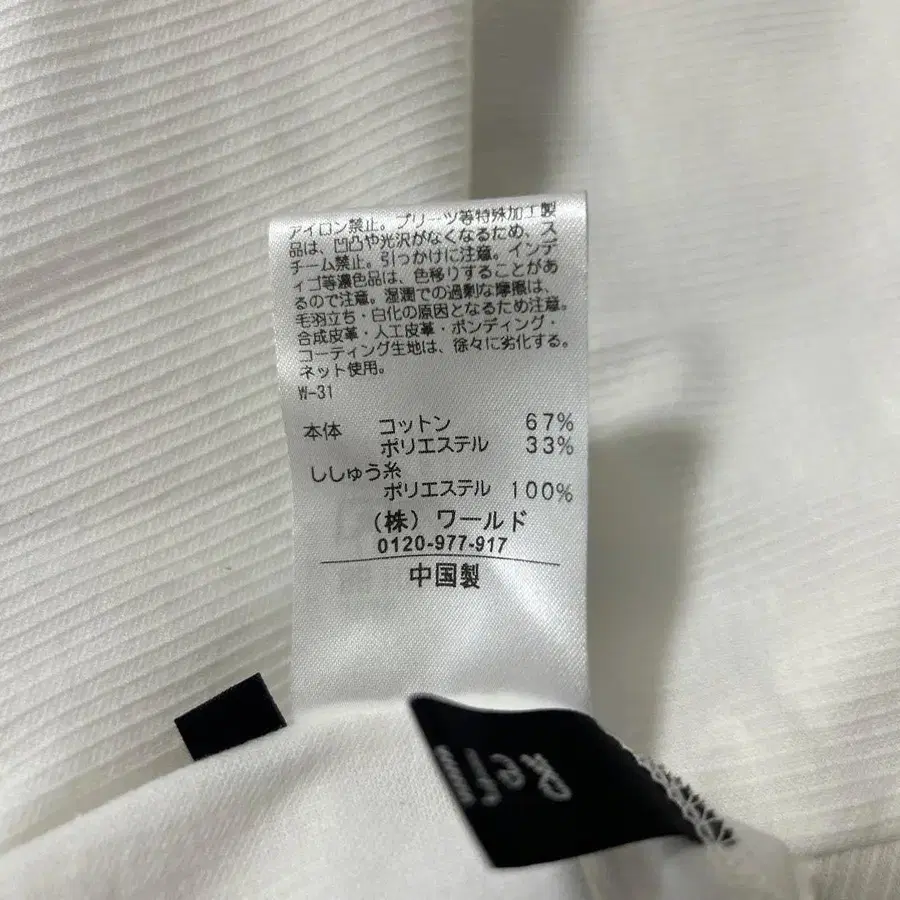 アイロン禁止。プリーツ等特殊加工製
品は、凹凸や光沢がなくなるため、ス
チーム禁止。引っかけに注意。インデ
ィゴ等濃色品は、色移りすることがあ
るので注意。湿潤での過剰な摩擦は、
毛羽立ち・白化の原因となるため注意。
合成皮革・人工皮革・ボンディング・
コーティング生地は、徐々に劣化する。
ネット使用。
W-31
本体 コットン 67%
ポリエステル 33%
ししゅう糸
ポリエステル 100%
(株) ワールド
0120-977-917
中国製
Ref